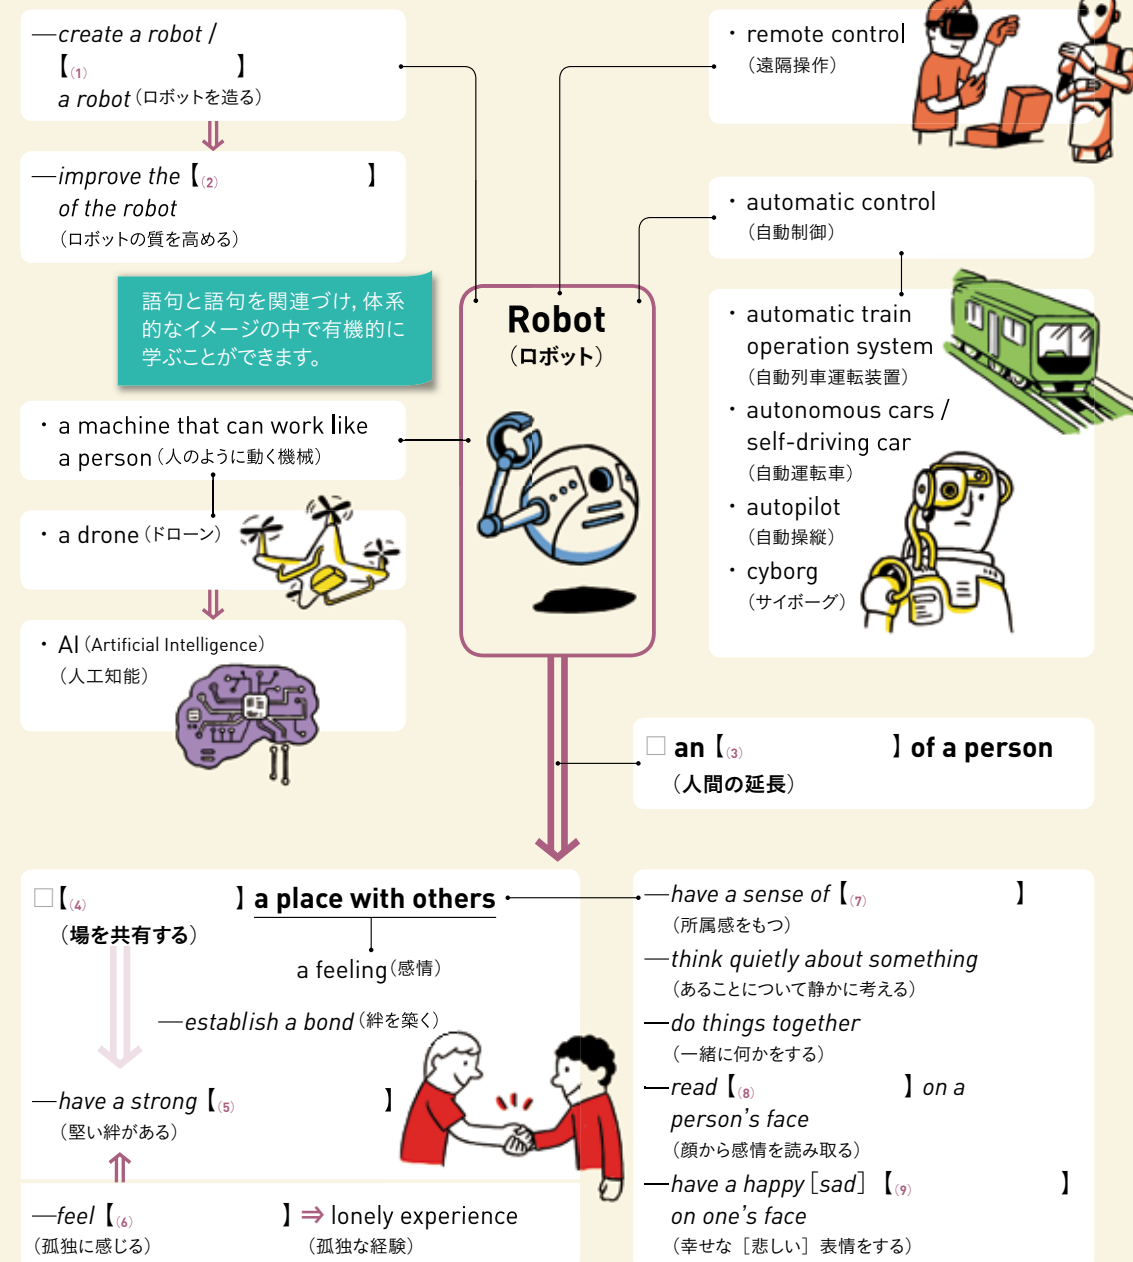 —create a robot /
【(1) 】
a robot（ロボットを造る）
—improve the【(2) 】
of the robot
（ロボットの質を高める）
語句と語句を関連づけ，体系
的なイメージの中で有機的に
学ぶことができます。
・a machine that can work like
a person（人のように動く機械）
・a drone（ドローン）
・AI（Artificial Intelligence）
（人工知能）
Robot
（ロボット）
・remote control
（遠隔操作）
・automatic control
（自動制御）
・automatic train
operation system
（自動列車運転装置）
・autonomous cars /
self-driving car
（自動運転車）
・autopilot
（自動操縦）
・cyborg
（サイボーグ）
□ an【(3) 】of a person
（人間の延長）
□【(4) 】a place with others
（場を共有する）
a feeling（感情）
—establish a bond（絆を築く）
—have a strong【(5) 】
（堅い絆がある）
—feel【(6) 】⇒ lonely experience
（孤独に感じる）（孤独な経験）
—have a sense of【(7) 】
（所属感をもつ）
—think quietly about something
（あることについて静かに考える）
—do things together
（一緒に何かをする）
—read【(8) 】on a
person's face
（顔から感情を読み取る）
—have a happy［sad］【(9) 】
on one's face
（幸せな［悲しい］表情をする）